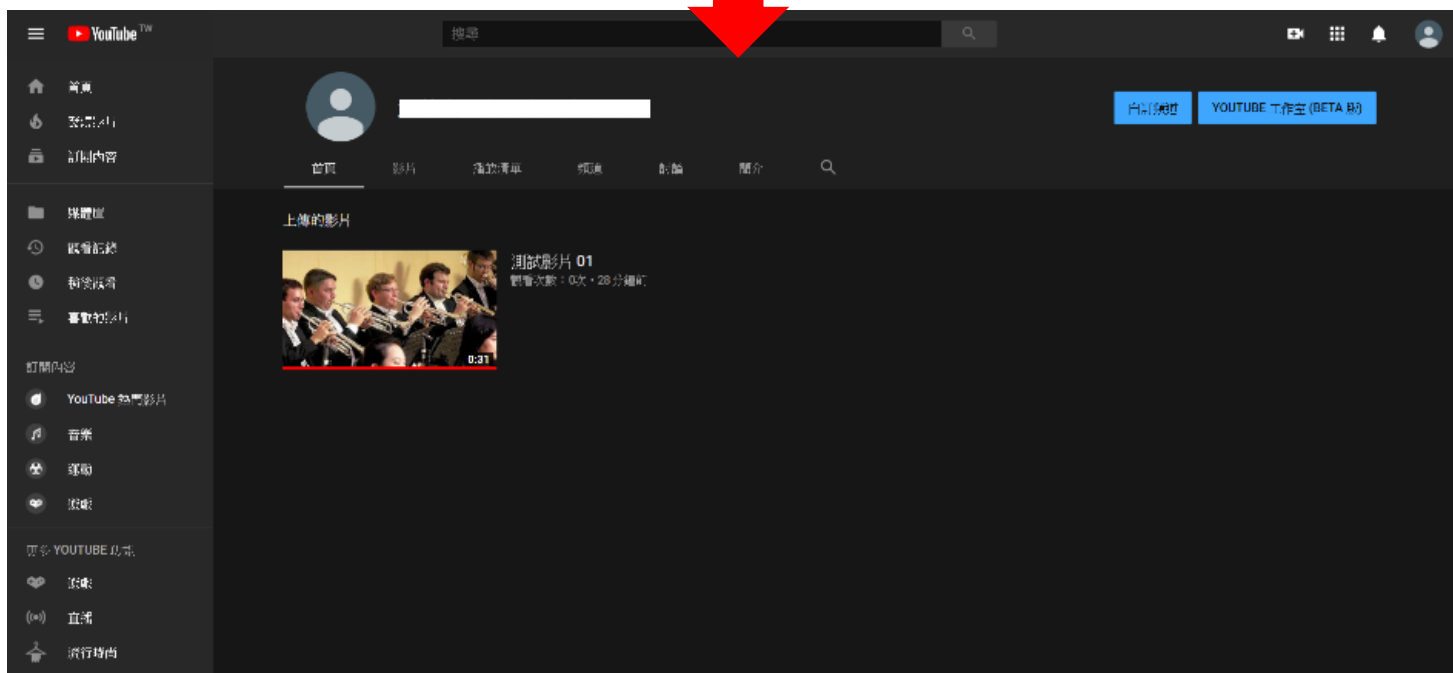 YouTube TW
搜尋
首頁
發燒影片
訂閱內容
媒體庫
觀看記錄
稍後觀看
喜歡的影片
訂閱內容
YouTube 熱門影片
音樂
運動
遊戲
更多 YOUTUBE 功能
遊戲
直播
流行時尚
自訂頻道
YOUTUBE 工作室 (BETA 版)
首頁 影片 播放清單 頻道 討論 簡介
上傳的影片
測試影片 01
觀看次數：0次・28 分鐘前
0:31